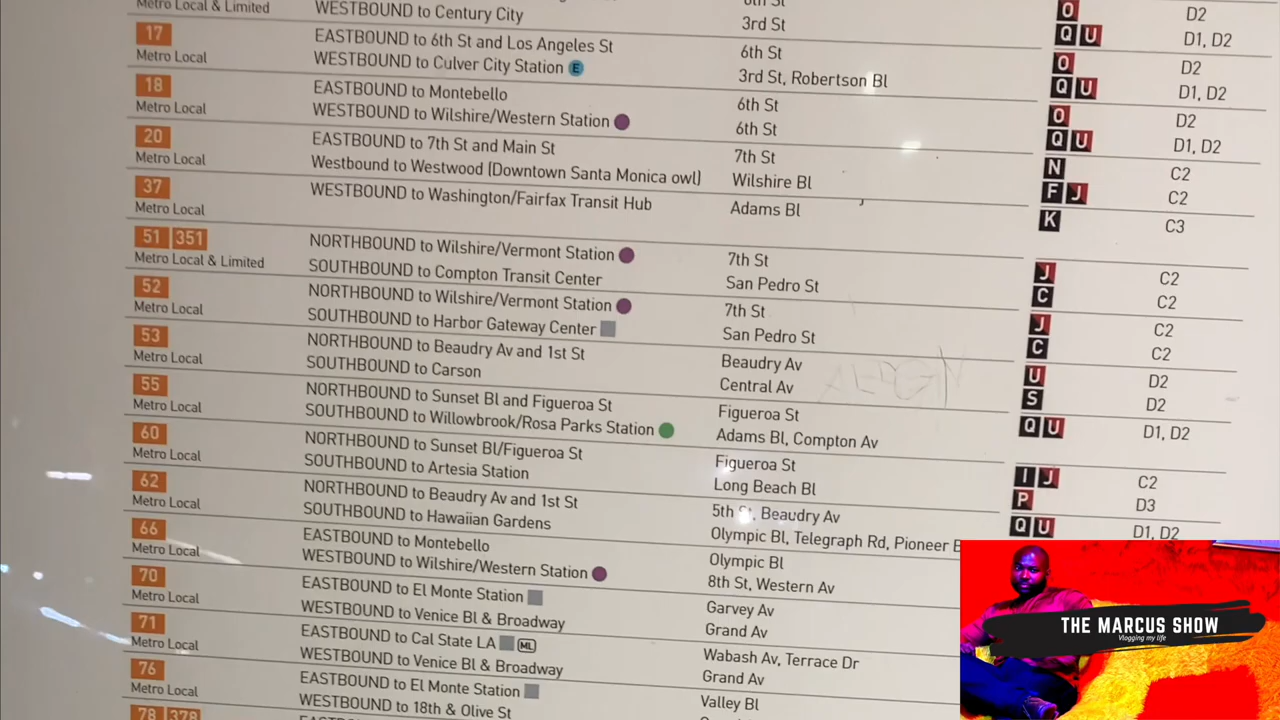 Metro Local & Limited
WESTBOUND to Century City
3rd St
O
D2
17
Metro Local
EASTBOUND to 6th St and Los Angeles St
6th St
Q U
D1, D2
WESTBOUND to Culver City Station E
3rd St, Robertson Bl
O
D2
18
Metro Local
EASTBOUND to Montebello
6th St
Q U
D1, D2
WESTBOUND to Wilshire/Western Station
6th St
O
D2
20
Metro Local
EASTBOUND to 7th St and Main St
7th St
Q U
D1, D2
Westbound to Westwood (Downtown Santa Monica owl)
Wilshire Bl
N
C2
37
Metro Local
WESTBOUND to Washington/Fairfax Transit Hub
Adams Bl
F J
C2
K
C3
51 351
Metro Local & Limited
NORTHBOUND to Wilshire/Vermont Station
7th St
J
C2
SOUTHBOUND to Compton Transit Center
San Pedro St
C
C2
52
Metro Local
NORTHBOUND to Wilshire/Vermont Station
7th St
J
C2
SOUTHBOUND to Harbor Gateway Center
San Pedro St
C
C2
53
Metro Local
NORTHBOUND to Beaudry Av and 1st St
Beaudry Av
U
D2
SOUTHBOUND to Carson
Central Av
S
D2
55
Metro Local
NORTHBOUND to Sunset Bl and Figueroa St
Figueroa St
Q U
D1, D2
SOUTHBOUND to Willowbrook/Rosa Parks Station
Adams Bl, Compton Av
60
Metro Local
NORTHBOUND to Sunset Bl/Figueroa St
Figueroa St
I J
C2
SOUTHBOUND to Artesia Station
Long Beach Bl
P
D3
62
Metro Local
NORTHBOUND to Beaudry Av and 1st St
5th St, Beaudry Av
Q U
D1, D2
SOUTHBOUND to Hawaiian Gardens
Olympic Bl, Telegraph Rd, Pioneer B
66
Metro Local
EASTBOUND to Montebello
Olympic Bl
WESTBOUND to Wilshire/Western Station
8th St, Western Av
70
Metro Local
EASTBOUND to El Monte Station
Garvey Av
WESTBOUND to Venice Bl & Broadway
Grand Av
71
Metro Local
EASTBOUND to Cal State LA ML
Wabash Av, Terrace Dr
WESTBOUND to Venice Bl & Broadway
Grand Av
76
Metro Local
EASTBOUND to El Monte Station
Valley Bl
WESTBOUND to 18th & Olive St
78 378
THE MARCUS SHOW
Vlogging my life